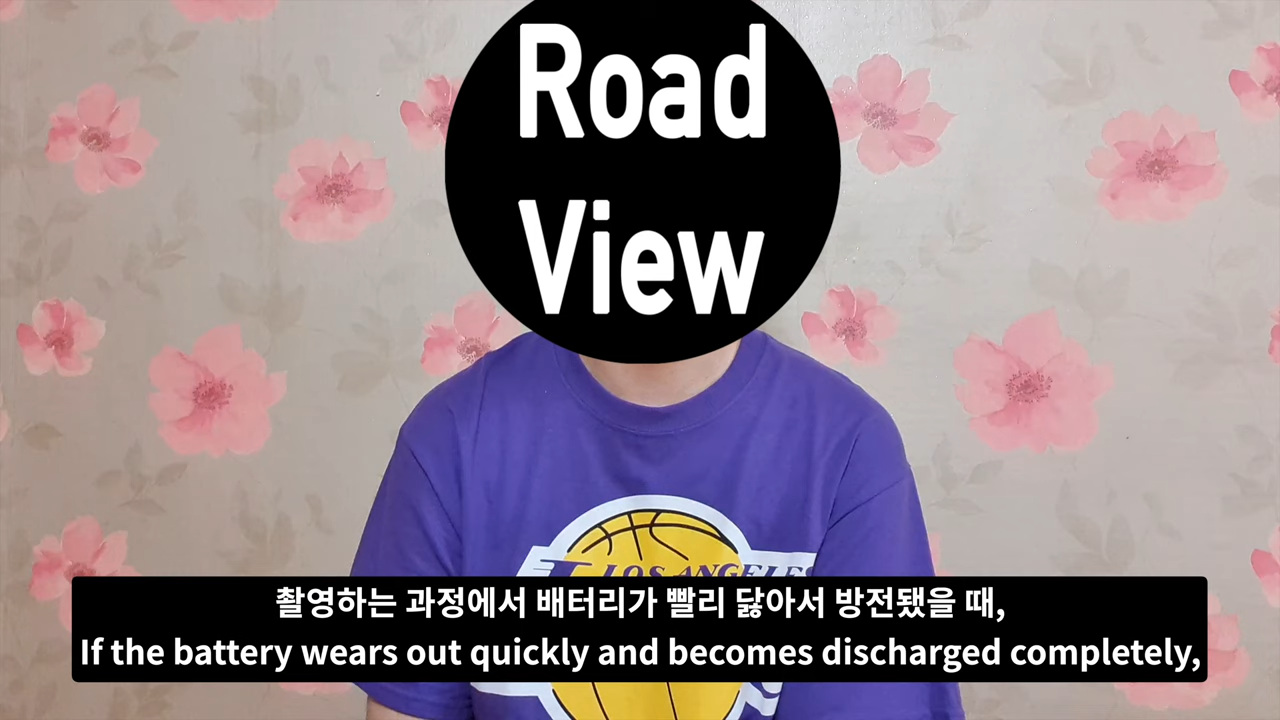 Road
View
LOS ANGELES
촬영하는 과정에서 배터리가 빨리 닳아서 방전됐을 때,
If the battery wears out quickly and becomes discharged completely,